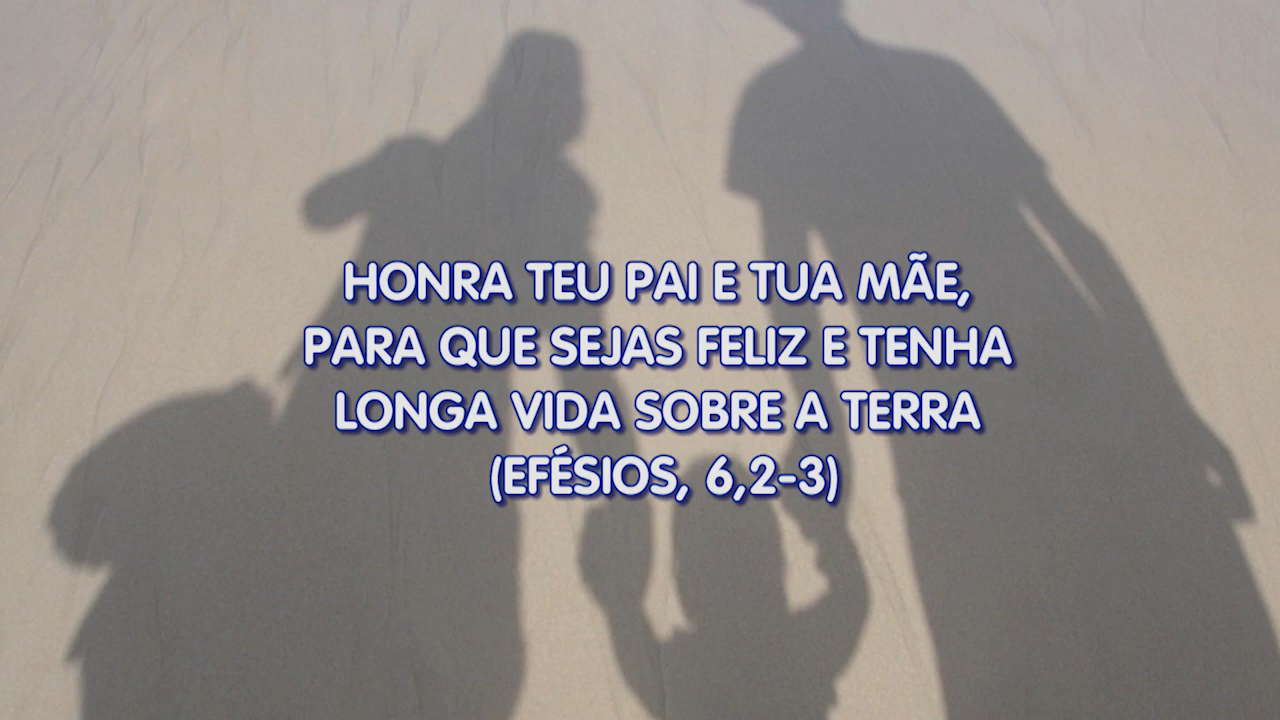 HONRA TEU PAI E TUA MÃE,
PARA QUE SEJAS FELIZ E TENHA
LONGA VIDA SOBRE A TERRA
(EFÉSIOS, 6,2-3)